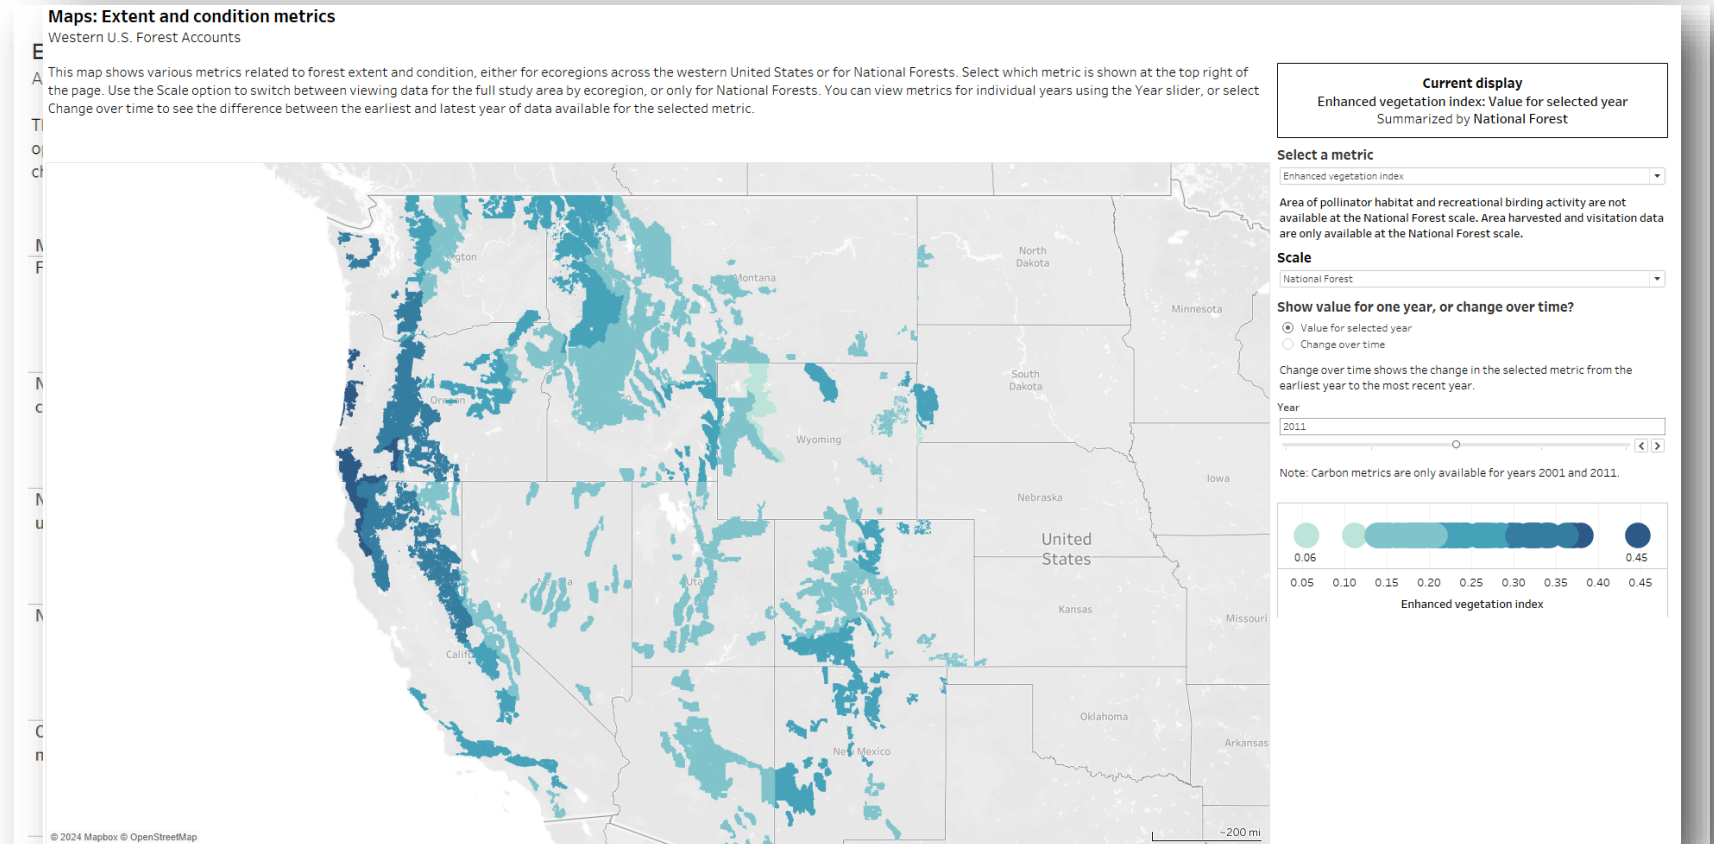 Maps: Extent and condition metrics
Western U.S. Forest Accounts
This map shows various metrics related to forest extent and condition, either for ecoregions across the western United States or for National Forests. Select which metric is shown at the top right of
the page. Use the Scale option to switch between viewing data for the full study area by ecoregion, or only for National Forests. You can view metrics for individual years using the Year slider, or select
Change over time to see the difference between the earliest and latest year of data available for the selected metric.
Current display
Enhanced vegetation index: Value for selected year
Summarized by National Forest
Select a metric
Enhanced vegetation index
Area of pollinator habitat and recreational birding activity are not
available at the National Forest scale. Area harvested and visitation data
are only available at the National Forest scale.
Scale
National Forest
Show value for one year, or change over time?
Value for selected year
Change over time
Change over time shows the change in the selected metric from the
earliest year to the most recent year.
Year
2011
Note: Carbon metrics are only available for years 2001 and 2011.
0.06 0.45
0.05 0.10 0.15 0.20 0.25 0.30 0.35 0.40 0.45
Enhanced vegetation index
North
Dakota
Montana
Minnesota
South
Dakota
Oregon
Wyoming
Iowa
Nebraska
United
States
Utah
Kansas
Missouri
Oklahoma
Arkansas
New Mexico
~200 mi
© 2024 Mapbox © OpenStreetMap